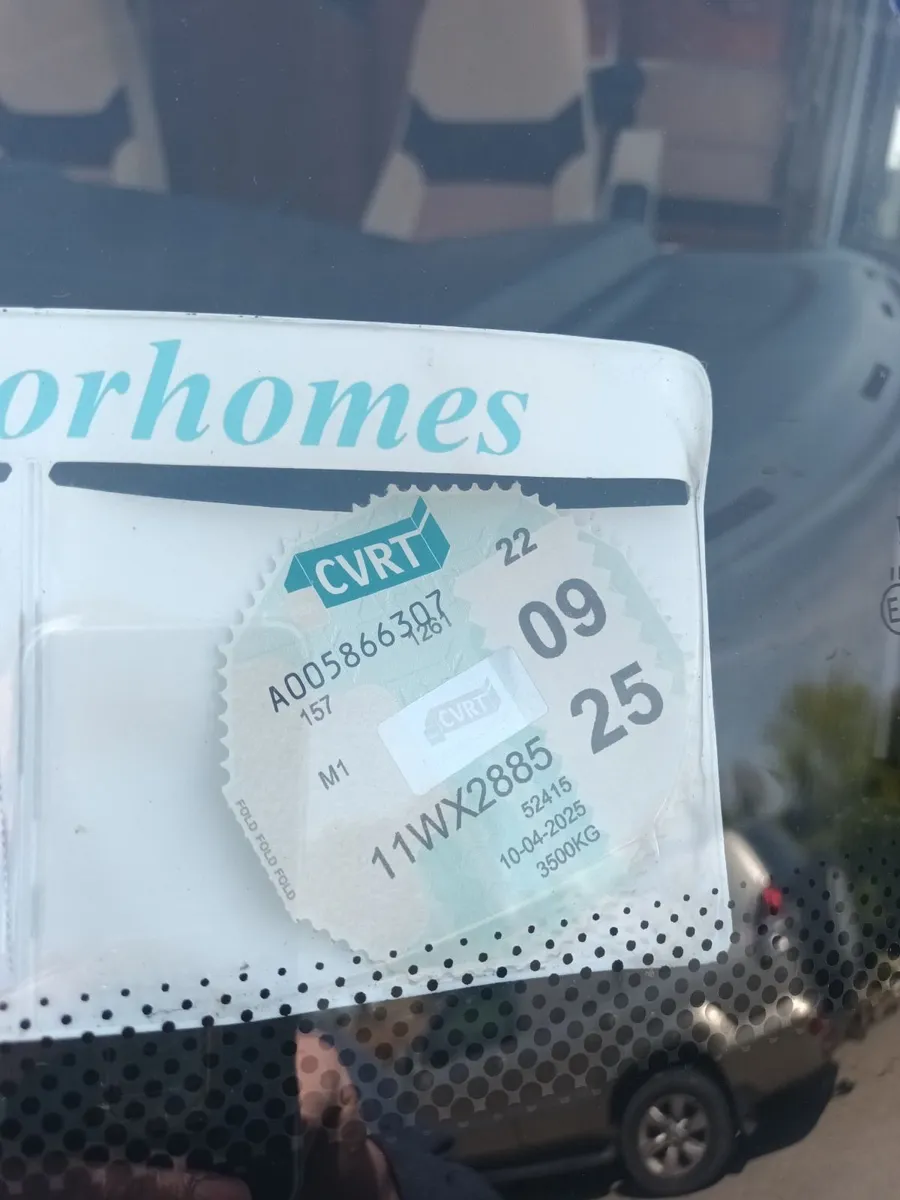 orhomes
CVRT
22
09
25
A005866307
1261
157
CVRT
M1
11WX2885
52415
10-04-2025
3500KG
FOLD FOLD FOLD
E